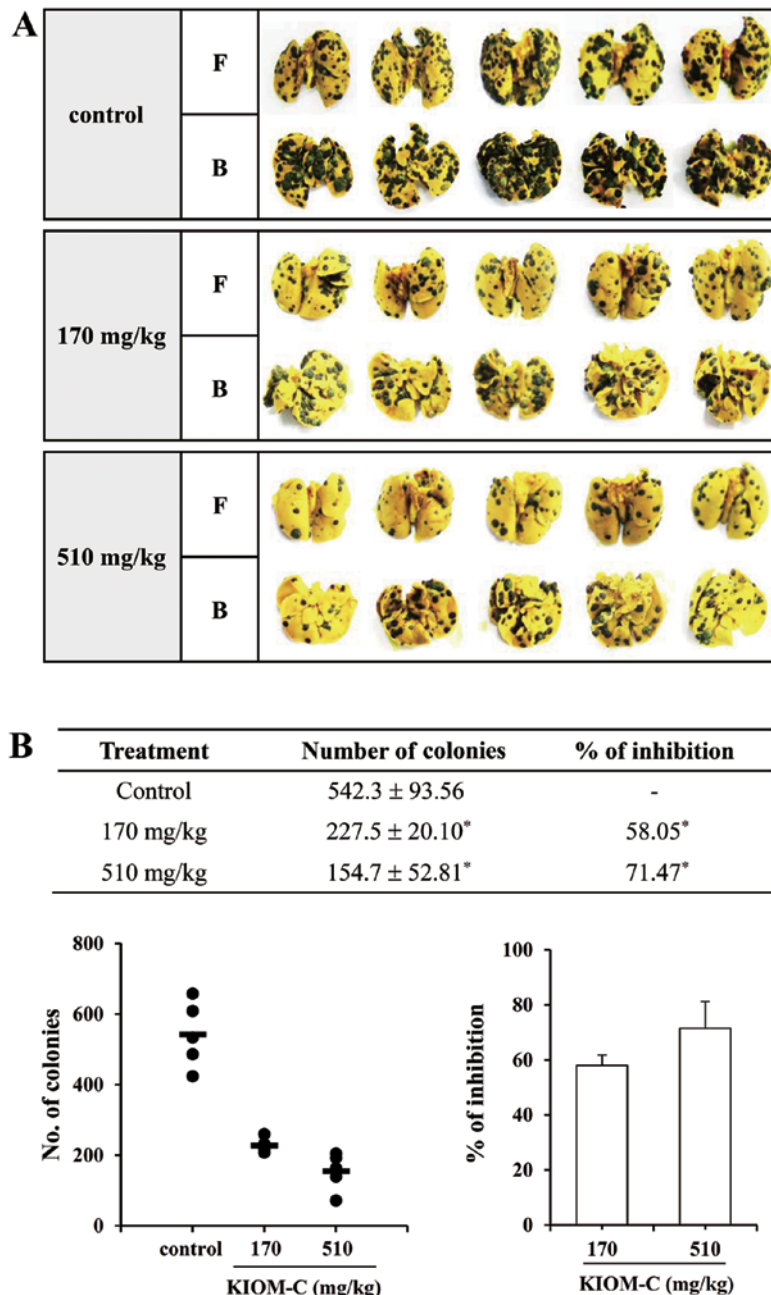 A
control
F
B
170 mg/kg
F
B
510 mg/kg
F
B
B
Treatment Number of colonies % of inhibition
Control 542.3 ± 93.56 -
170 mg/kg 227.5 ± 20.10* 58.05*
510 mg/kg 154.7 ± 52.81* 71.47*
No. of colonies
800
600
400
200
0
control 170 510
KIOM-C (mg/kg)
% of inhibition
100
80
60
40
20
0
170 510
KIOM-C (mg/kg)